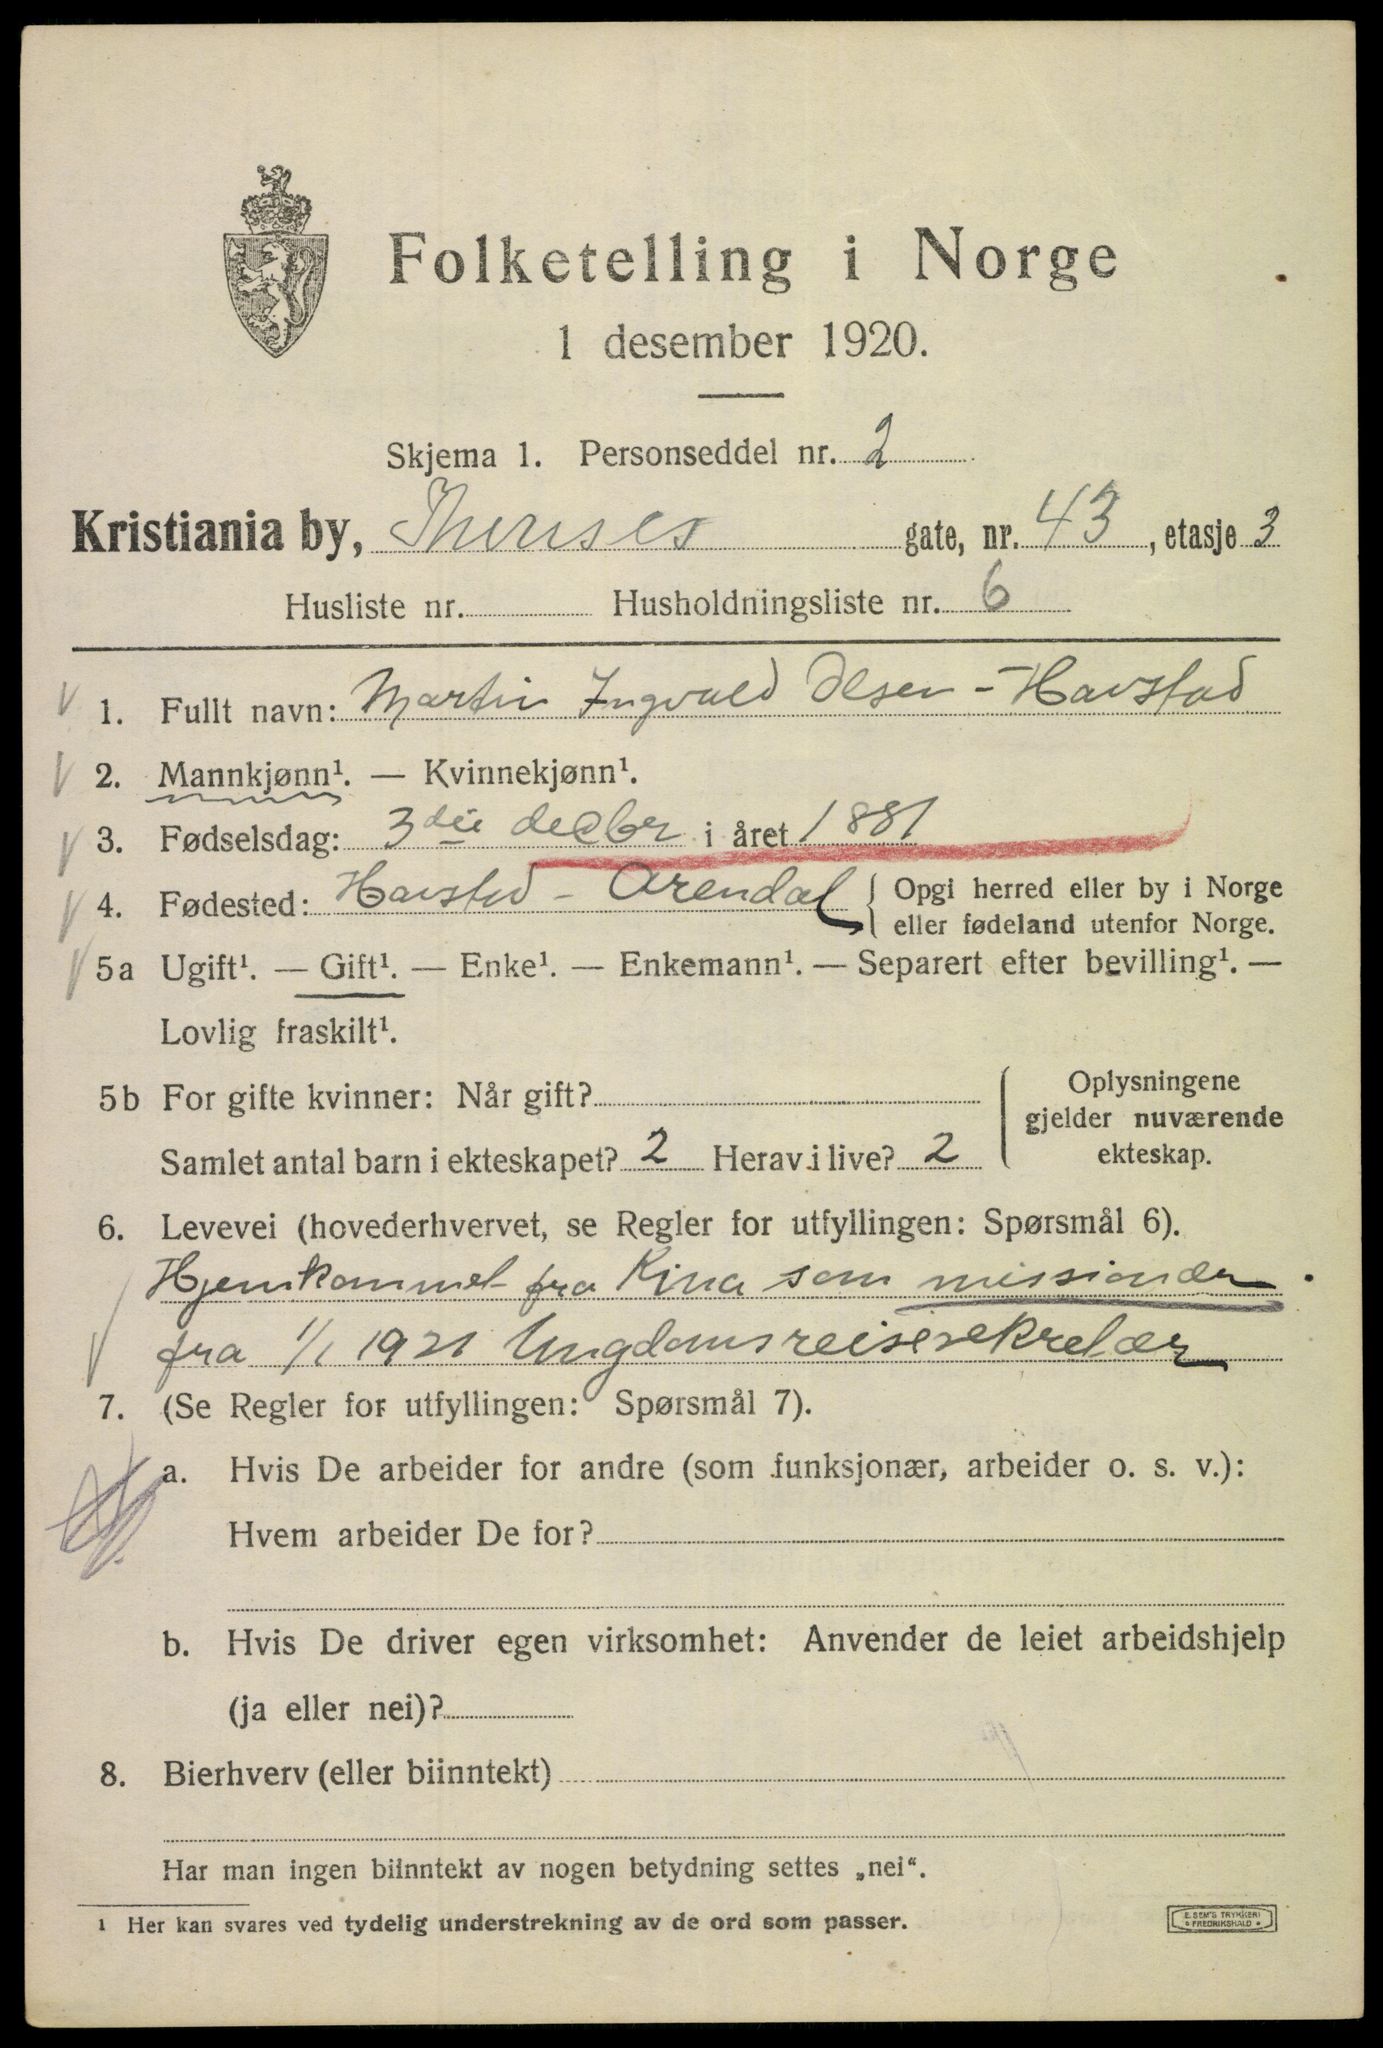 Folketelling i Norge
1 desember 1920.
Skjema 1. Personseddel nr. 2
Kristiania by, Therese's gate, nr. 43, etasje 3
Husliste nr. Husholdningsliste nr. 6
1. Fullt navn: Martin Ingvald Olsen-Havstad
2. Mannkjønn¹. — Kvinnekjønn¹.
3. Fødselsdag: 3die decbr i året 1881
4. Fødested: Havstad - Arendal { Opgi herred eller by i Norge
eller fødeland utenfor Norge.
5a Ugift¹. — Gift¹. — Enke¹. — Enkemann¹. — Separert efter bevilling¹. —
Lovlig fraskilt¹.
5b For gifte kvinner: Når gift? { Oplysningene
gjelder nuværende
ekteskap.
Samlet antal barn i ekteskapet? 2 Herav i live? 2
6. Levevei (hovederhvervet, se Regler for utfyllingen: Spørsmål 6).
Hjemkommet fra Kina som missionær.
fra 1/1 1921 Ungdomsreisesekretær
7. (Se Regler for utfyllingen: Spørsmål 7).
a. Hvis De arbeider for andre (som funksjonær, arbeider o. s. v.):
Hvem arbeider De for?
b. Hvis De driver egen virksomhet: Anvender de leiet arbeidshjelp
(ja eller nei)?
8. Bierhverv (eller biinntekt)
Har man ingen biinntekt av nogen betydning settes „nei".
¹ Her kan svares ved tydelig understrekning av de ord som passer.
E. SEM'S TRYKKERI
FREDRIKSHALD